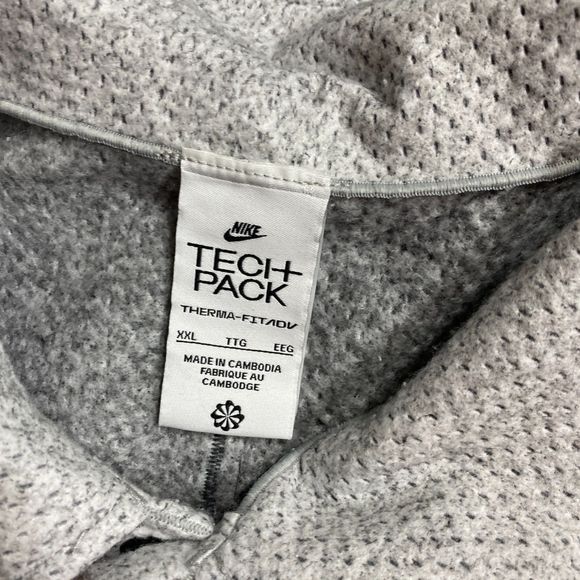 NIKE
TECH
PACK
THERMA-FIT ADV
XXL TTG EEG
MADE IN CAMBODIA
FABRIQUE AU
CAMBODGE